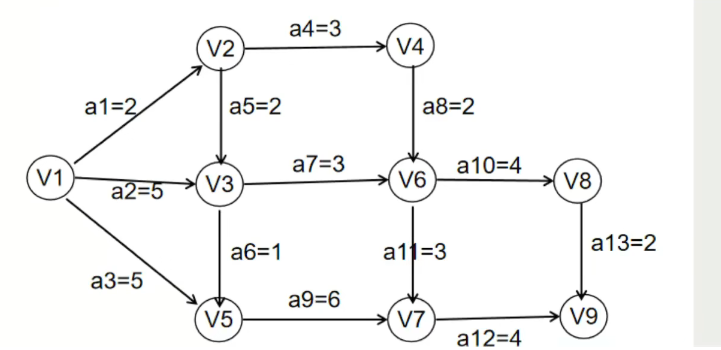 a4=3
V2
V4
a1=2
a5=2
a8=2
V1
a2=5
V3
a7=3
V6
a10=4
V8
a3=5
a6=1
a11=3
a13=2
V5
a9=6
V7
a12=4
V9